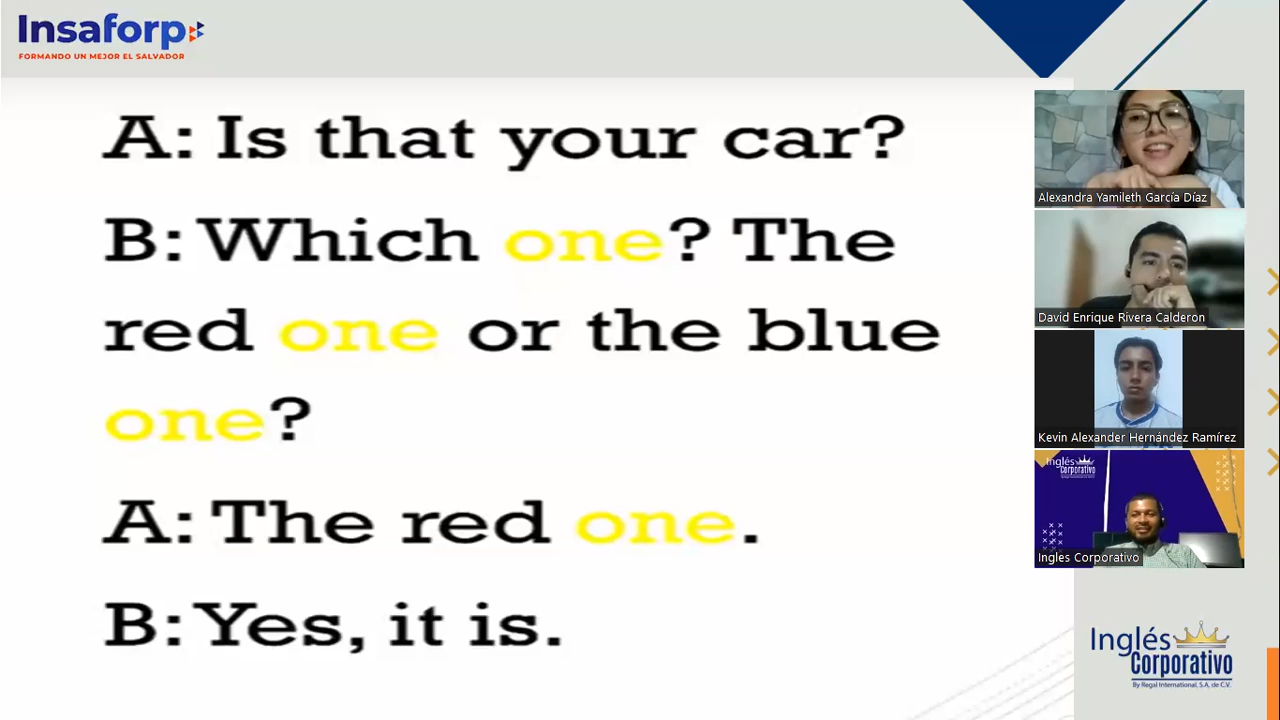 Insaforp
FORMANDO UN MEJOR EL SALVADOR
A: Is that your car?
B: Which one? The
red one or the blue
one?
A: The red one.
B: Yes, it is.
Alexandra Yamileth García Díaz
David Enrique Rivera Calderon
Kevin Alexander Hernández Ramírez
Inglés
Corporativo
Ingles Corporativo
Inglés
Corporativo
By Regal International, S.A. de C.V.